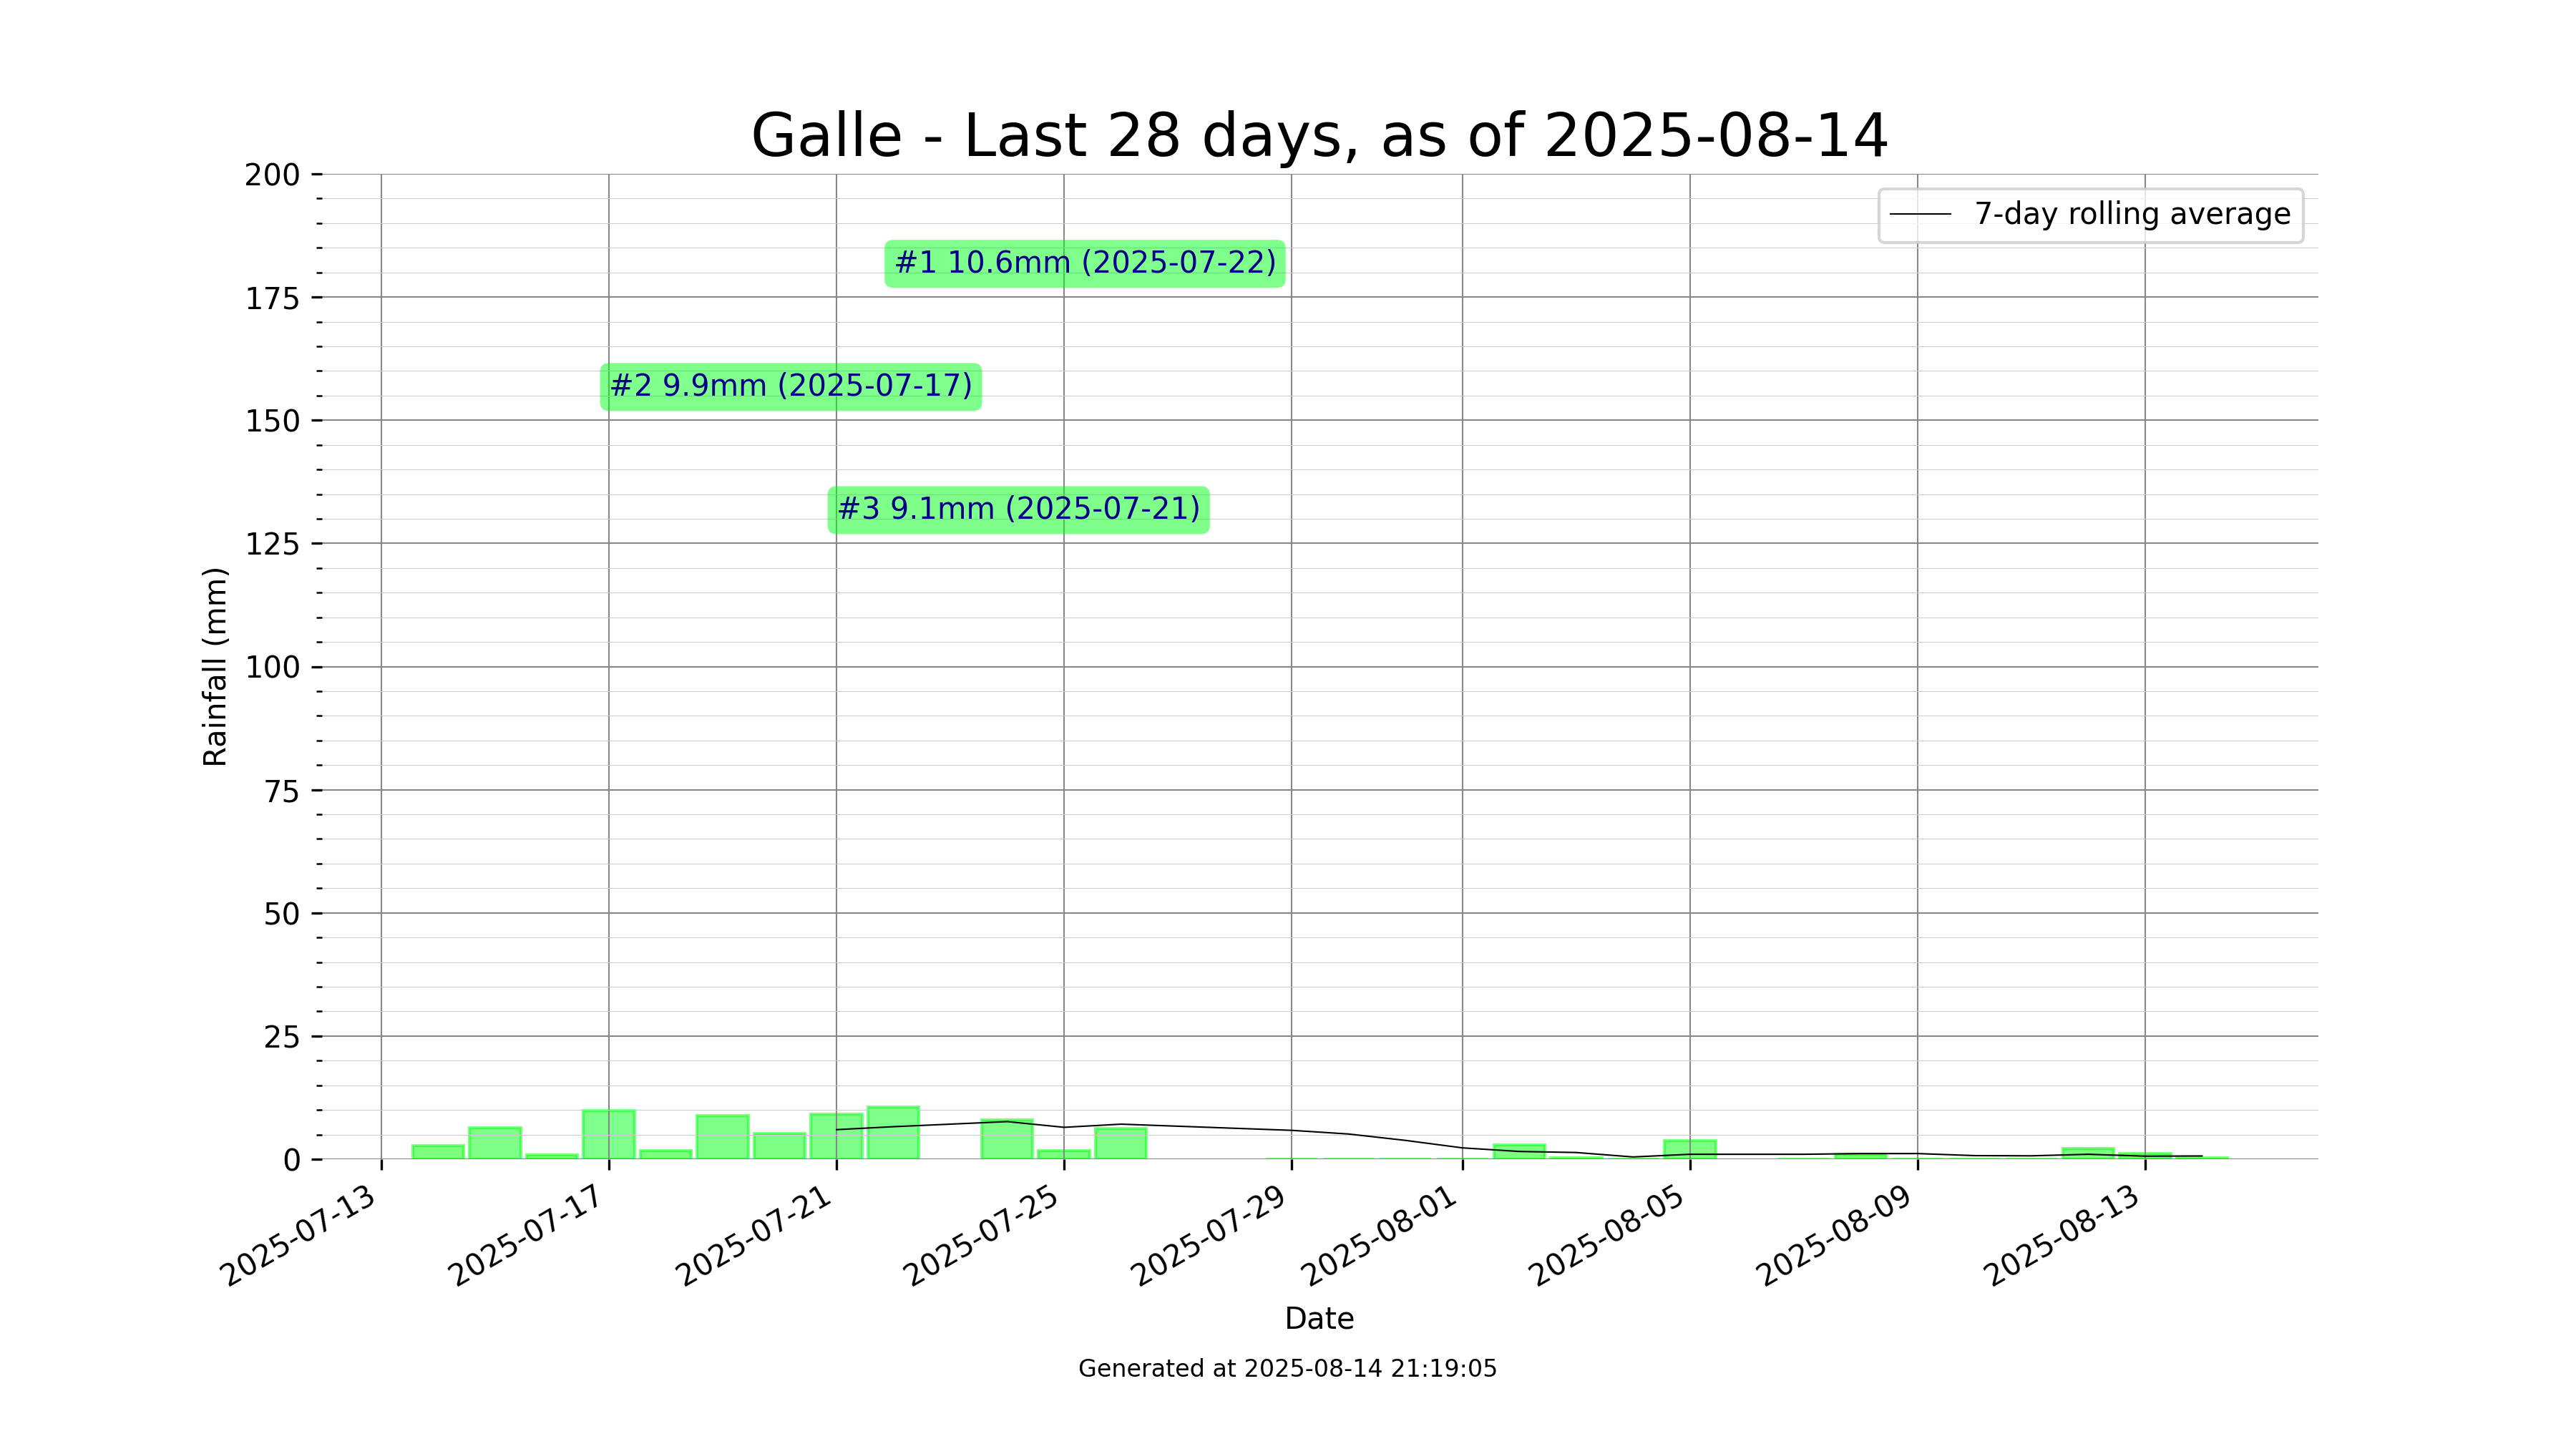 Galle - Last 28 days, as of 2025-08-14
7-day rolling average
#1 10.6mm (2025-07-22)
#2 9.9mm (2025-07-17)
#3 9.1mm (2025-07-21)
Rainfall (mm)
200
175
150
125
100
75
50
25
0
2025-07-13
2025-07-17
2025-07-21
2025-07-25
2025-07-29
2025-08-01
2025-08-05
2025-08-09
2025-08-13
Date
Generated at 2025-08-14 21:19:05